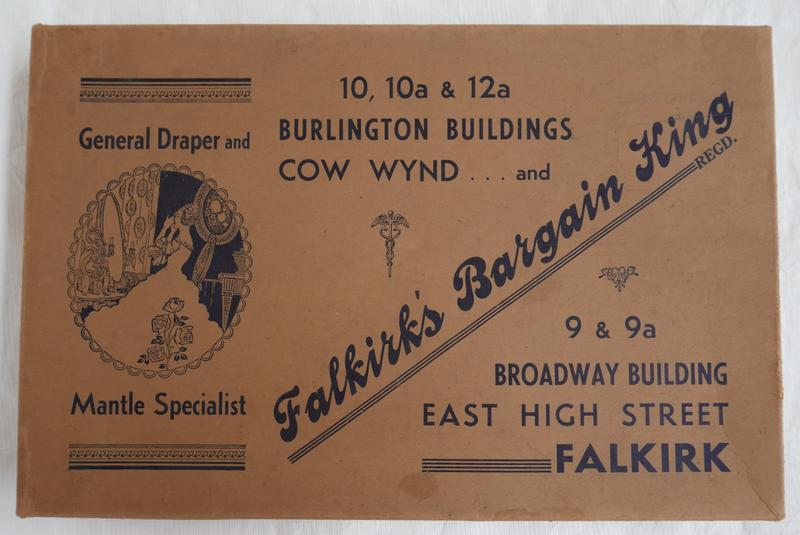 General Draper and
Mantle Specialist
10, 10a & 12a
BURLINGTON BUILDINGS
COW WYND . . . and
Falkirk's Bargain King
REGD.
9 & 9a
BROADWAY BUILDING
EAST HIGH STREET
FALKIRK